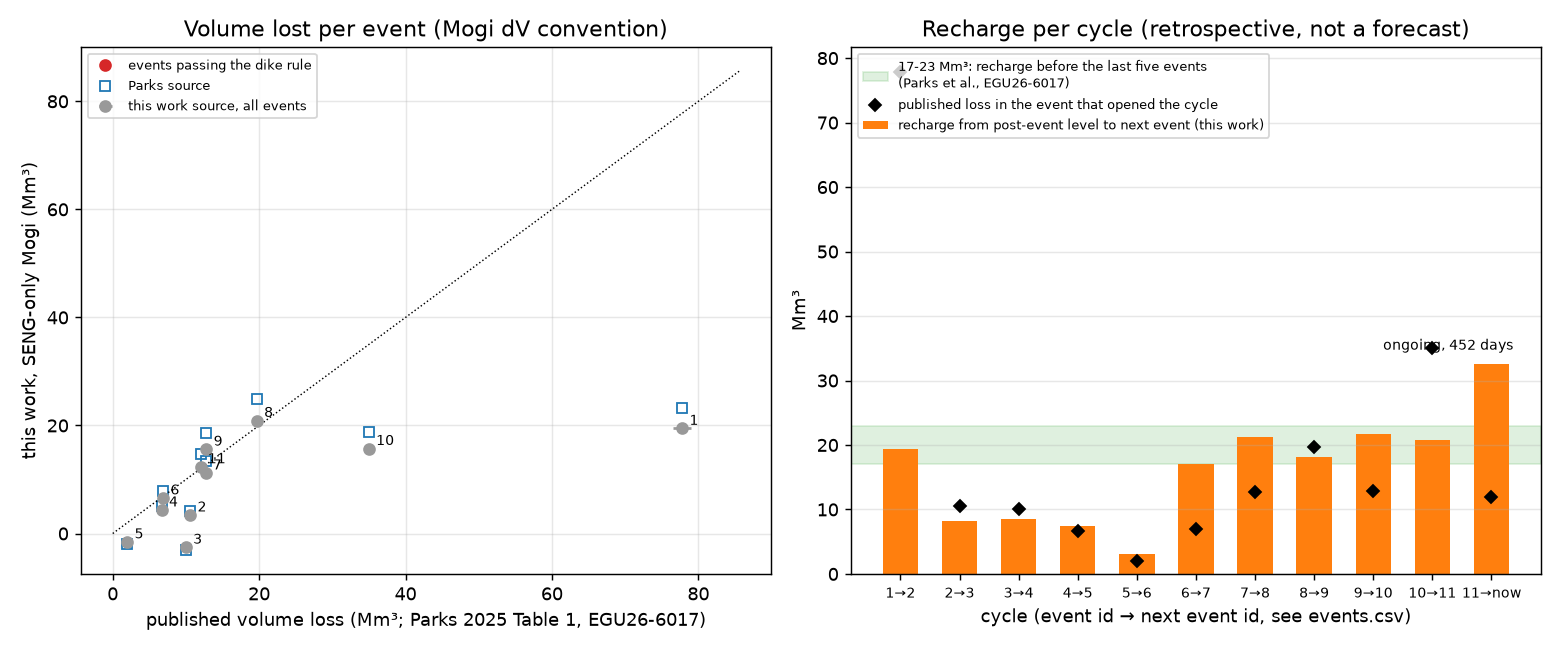 Volume lost per event (Mogi dV convention)
events passing the dike rule
Parks source
this work source, all events
this work, SENG-only Mogi (Mm³)
80
60
40
20
0
1
2
3
4
5
6
7
8
9
10
11
0 20 40 60 80
published volume loss (Mm³; Parks 2025 Table 1, EGU26-6017)
Recharge per cycle (retrospective, not a forecast)
17-23 Mm³: recharge before the last five events
(Parks et al., EGU26-6017)
published loss in the event that opened the cycle
recharge from post-event level to next event (this work)
Mm³
80
70
60
50
40
30
20
10
0
ongoing, 452 days
1→2 2→3 3→4 4→5 5→6 6→7 7→8 8→9 9→10 10→11 11→now
cycle (event id → next event id, see events.csv)